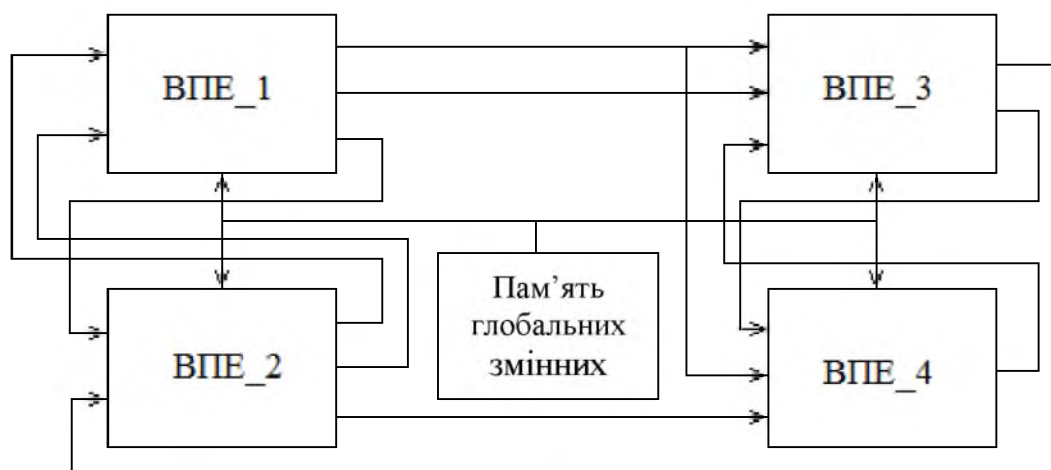 ВПЕ_1
ВПЕ_3
Пам’ять
глобальних
змінних
ВПЕ_2
ВПЕ_4